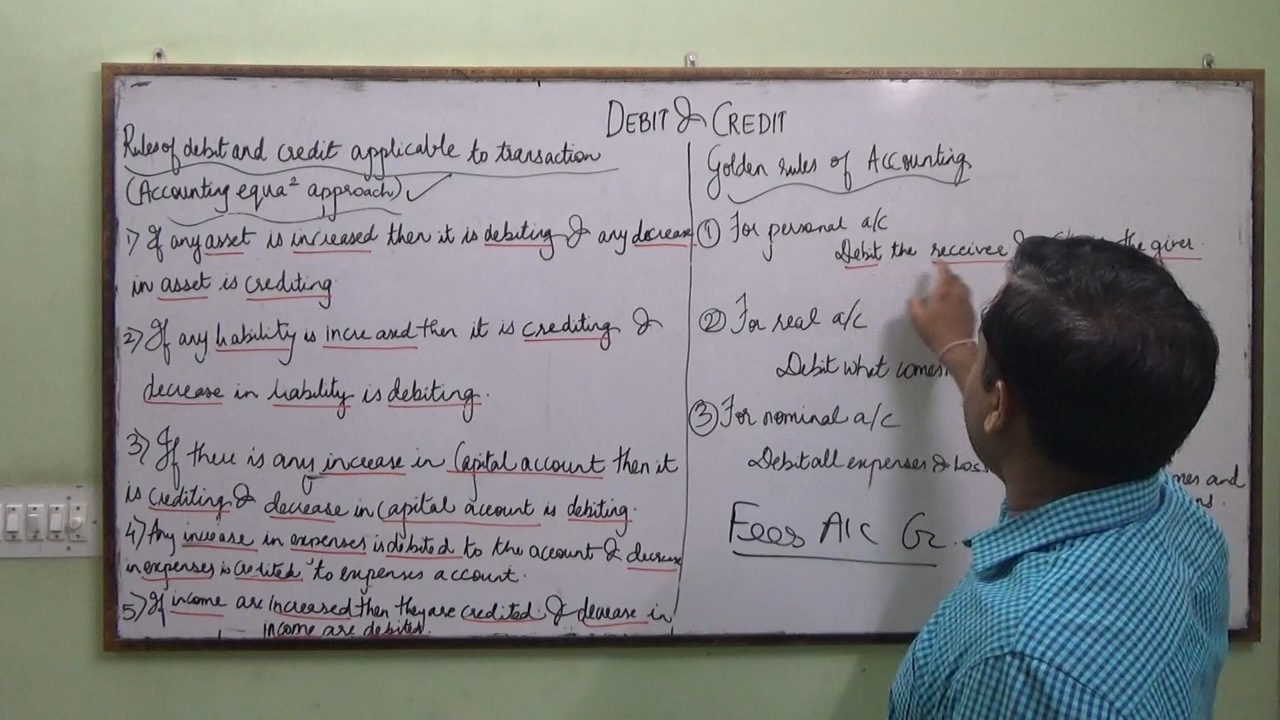 DEBIT & CREDIT
Rules of debit and credit applicable to transaction
(Accounting equa² approach) ✓
1) If any asset is increased then it is debiting & any decrease
in asset is crediting
2) If any liability is increased then it is crediting &
decrease in liability is debiting.
3) If there is any increase in Capital account then it
is crediting & decrease in capital account is debiting.
4) Any increase in expenses is debited to the account & decrease
in expenses is credited to expenses account.
5) If income are increased then they are credited & decrease in
income are debited.
Golden rules of Accounting
① For personal a/c
Debit the receiver & the giver.
② For real a/c
Debit what comes
③ For nominal a/c
Debit all expenses & and
Fees A/C